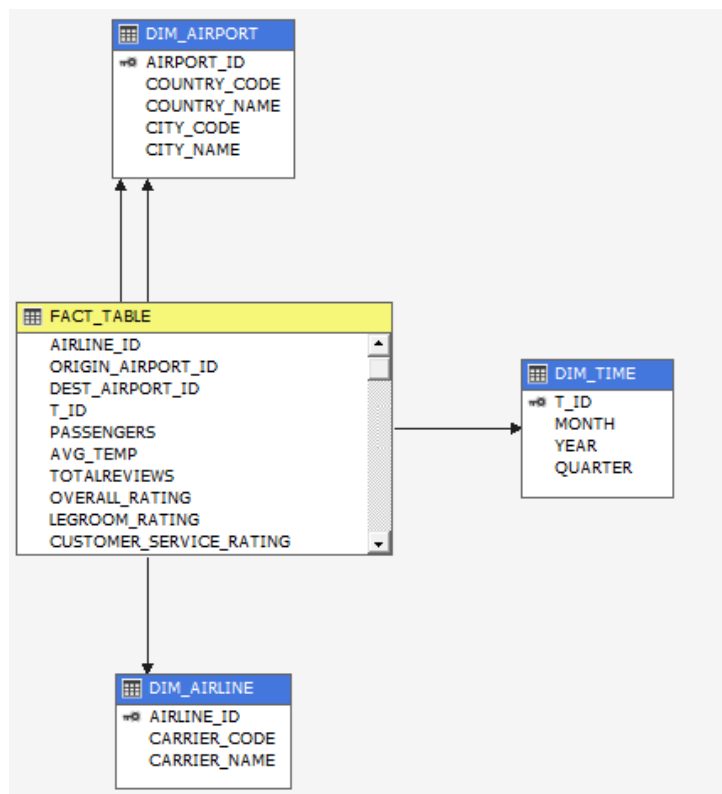 DIM_AIRPORT
AIRPORT_ID
COUNTRY_CODE
COUNTRY_NAME
CITY_CODE
CITY_NAME
FACT_TABLE
AIRLINE_ID
ORIGIN_AIRPORT_ID
DEST_AIRPORT_ID
T_ID
PASSENGERS
AVG_TEMP
TOTALREVIEWS
OVERALL_RATING
LEGROOM_RATING
CUSTOMER_SERVICE_RATING
DIM_TIME
T_ID
MONTH
YEAR
QUARTER
DIM_AIRLINE
AIRLINE_ID
CARRIER_CODE
CARRIER_NAME